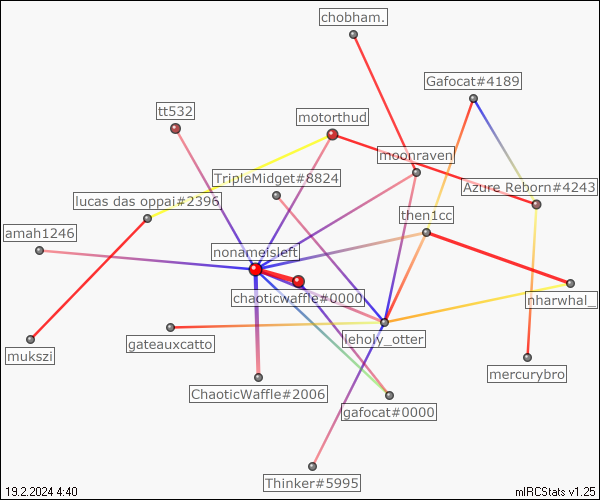 chobham.
Gafocat#4189
tt532
motorthud
moonraven
TripleMidget#8824
Azure Reborn#4243
lucas das oppai#2396
then1cc
amah1246
nonameisleft
chaoticwaffle#0000
nharwhal_
leholy_otter
gateauxcatto
mukszi
mercurybro
ChaoticWaffle#2006
gafocat#0000
Thinker#5995
19.2.2024 4:40
mIRCStats v1.25